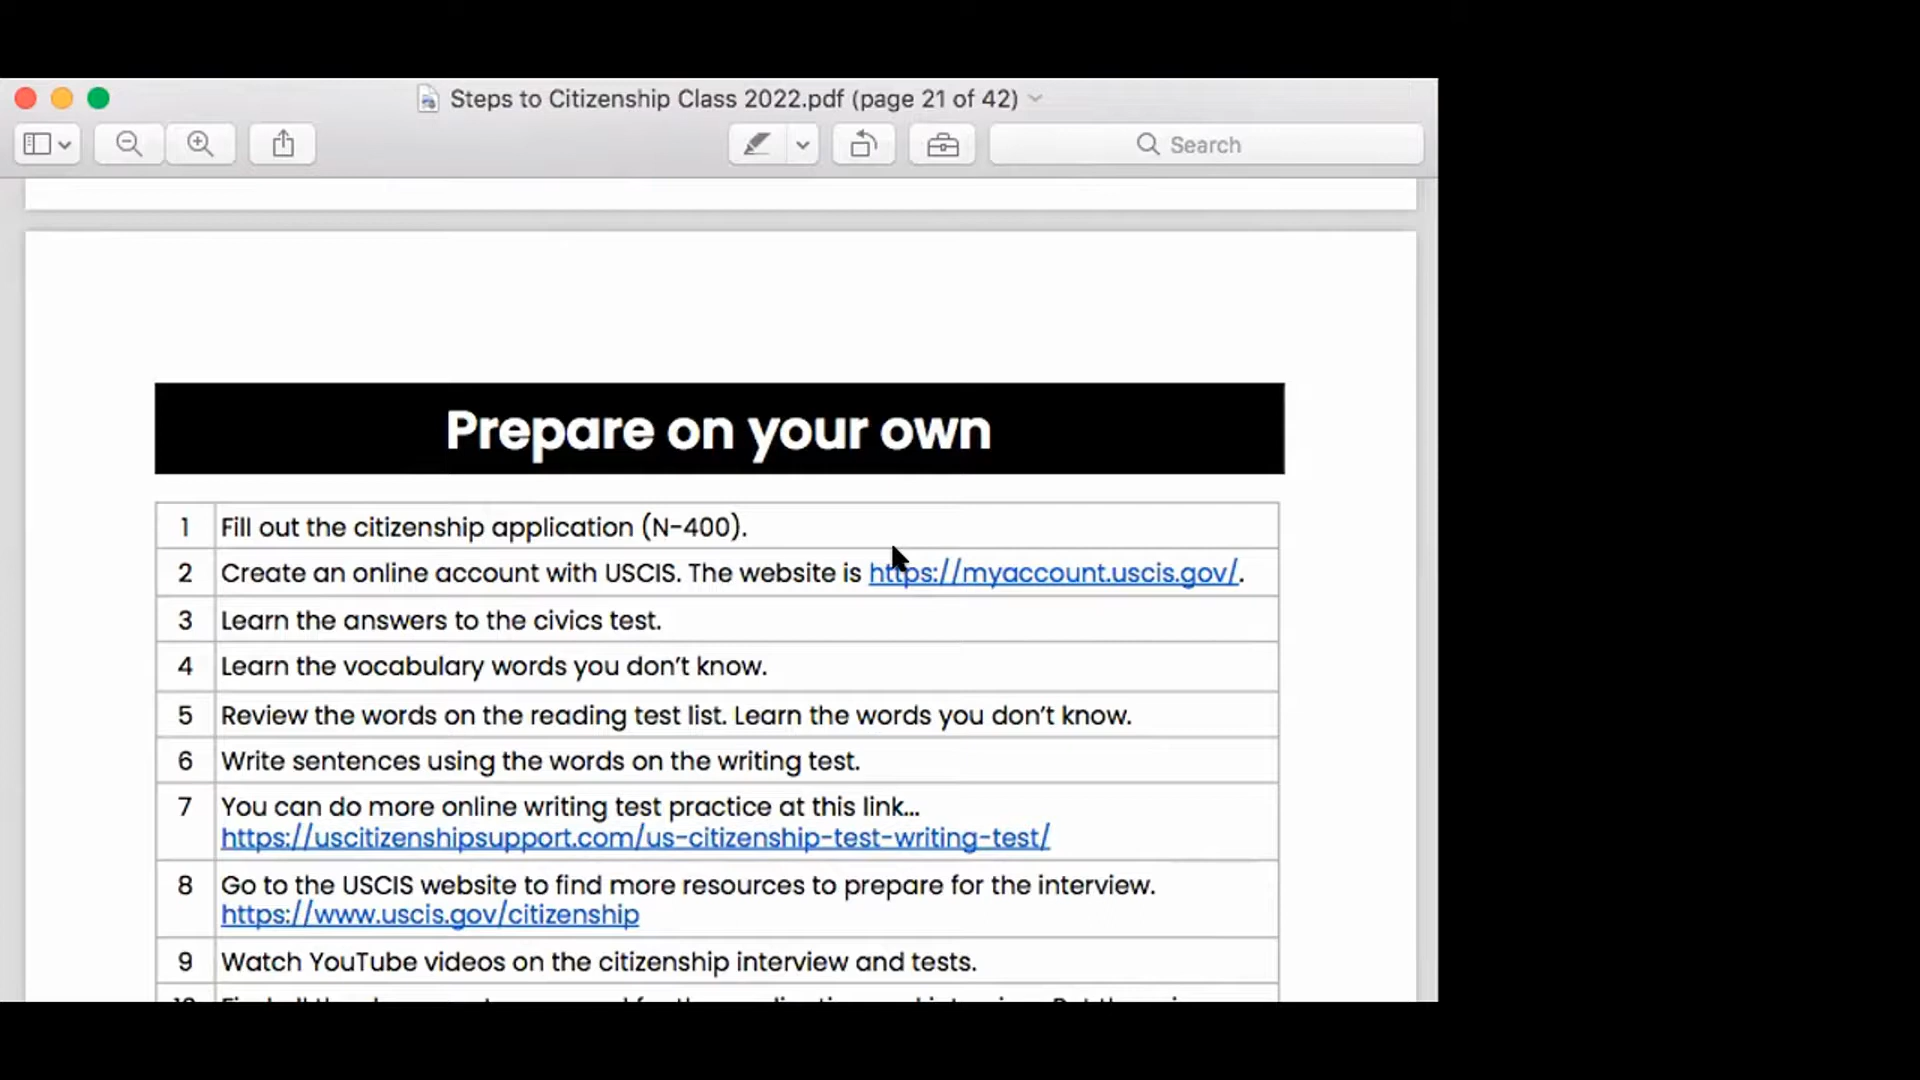 Steps to Citizenship Class 2022.pdf (page 21 of 42)
Search
Prepare on your own
1 Fill out the citizenship application (N-400).
2 Create an online account with USCIS. The website is https://myaccount.uscis.gov/.
3 Learn the answers to the civics test.
4 Learn the vocabulary words you don't know.
5 Review the words on the reading test list. Learn the words you don't know.
6 Write sentences using the words on the writing test.
7 You can do more online writing test practice at this link...
https://uscitizenshipsupport.com/us-citizenship-test-writing-test/
8 Go to the USCIS website to find more resources to prepare for the interview.
https://www.uscis.gov/citizenship
9 Watch YouTube videos on the citizenship interview and tests.